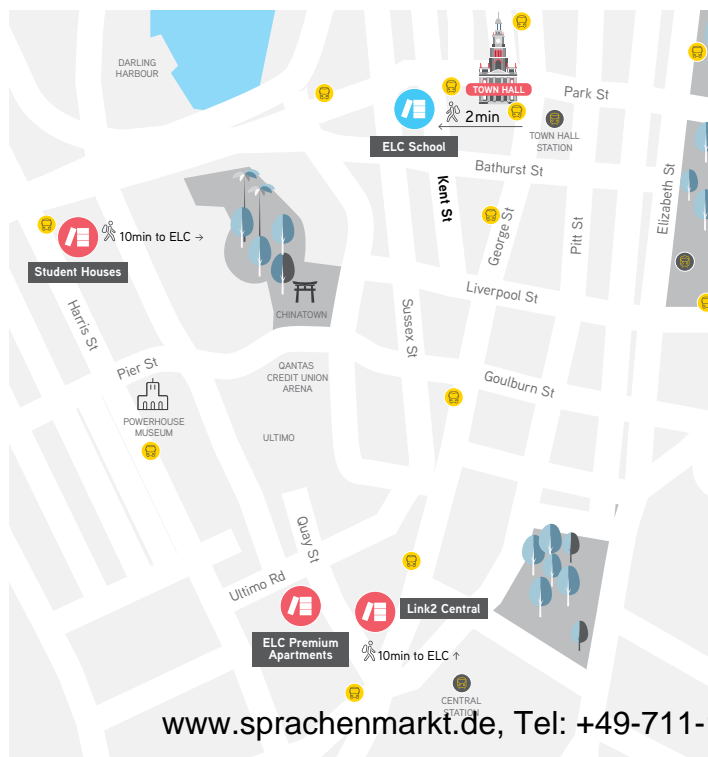 DARLING
HARBOUR
TOWN HALL
Park St
2min
TOWN HALL
STATION
ELC School
Bathurst St
Kent St
Elizabeth St
George St
Pitt St
10min to ELC →
Student Houses
Liverpool St
CHINATOWN
Harris St
Sussex St
Pier St
QANTAS
CREDIT UNION
ARENA
Goulburn St
POWERHOUSE
MUSEUM
ULTIMO
Quay St
Ultimo Rd
Link2 Central
ELC Premium
Apartments
10min to ELC ↑
CENTRAL
STATION
www.sprachenmarkt.de, Tel: +49-711-